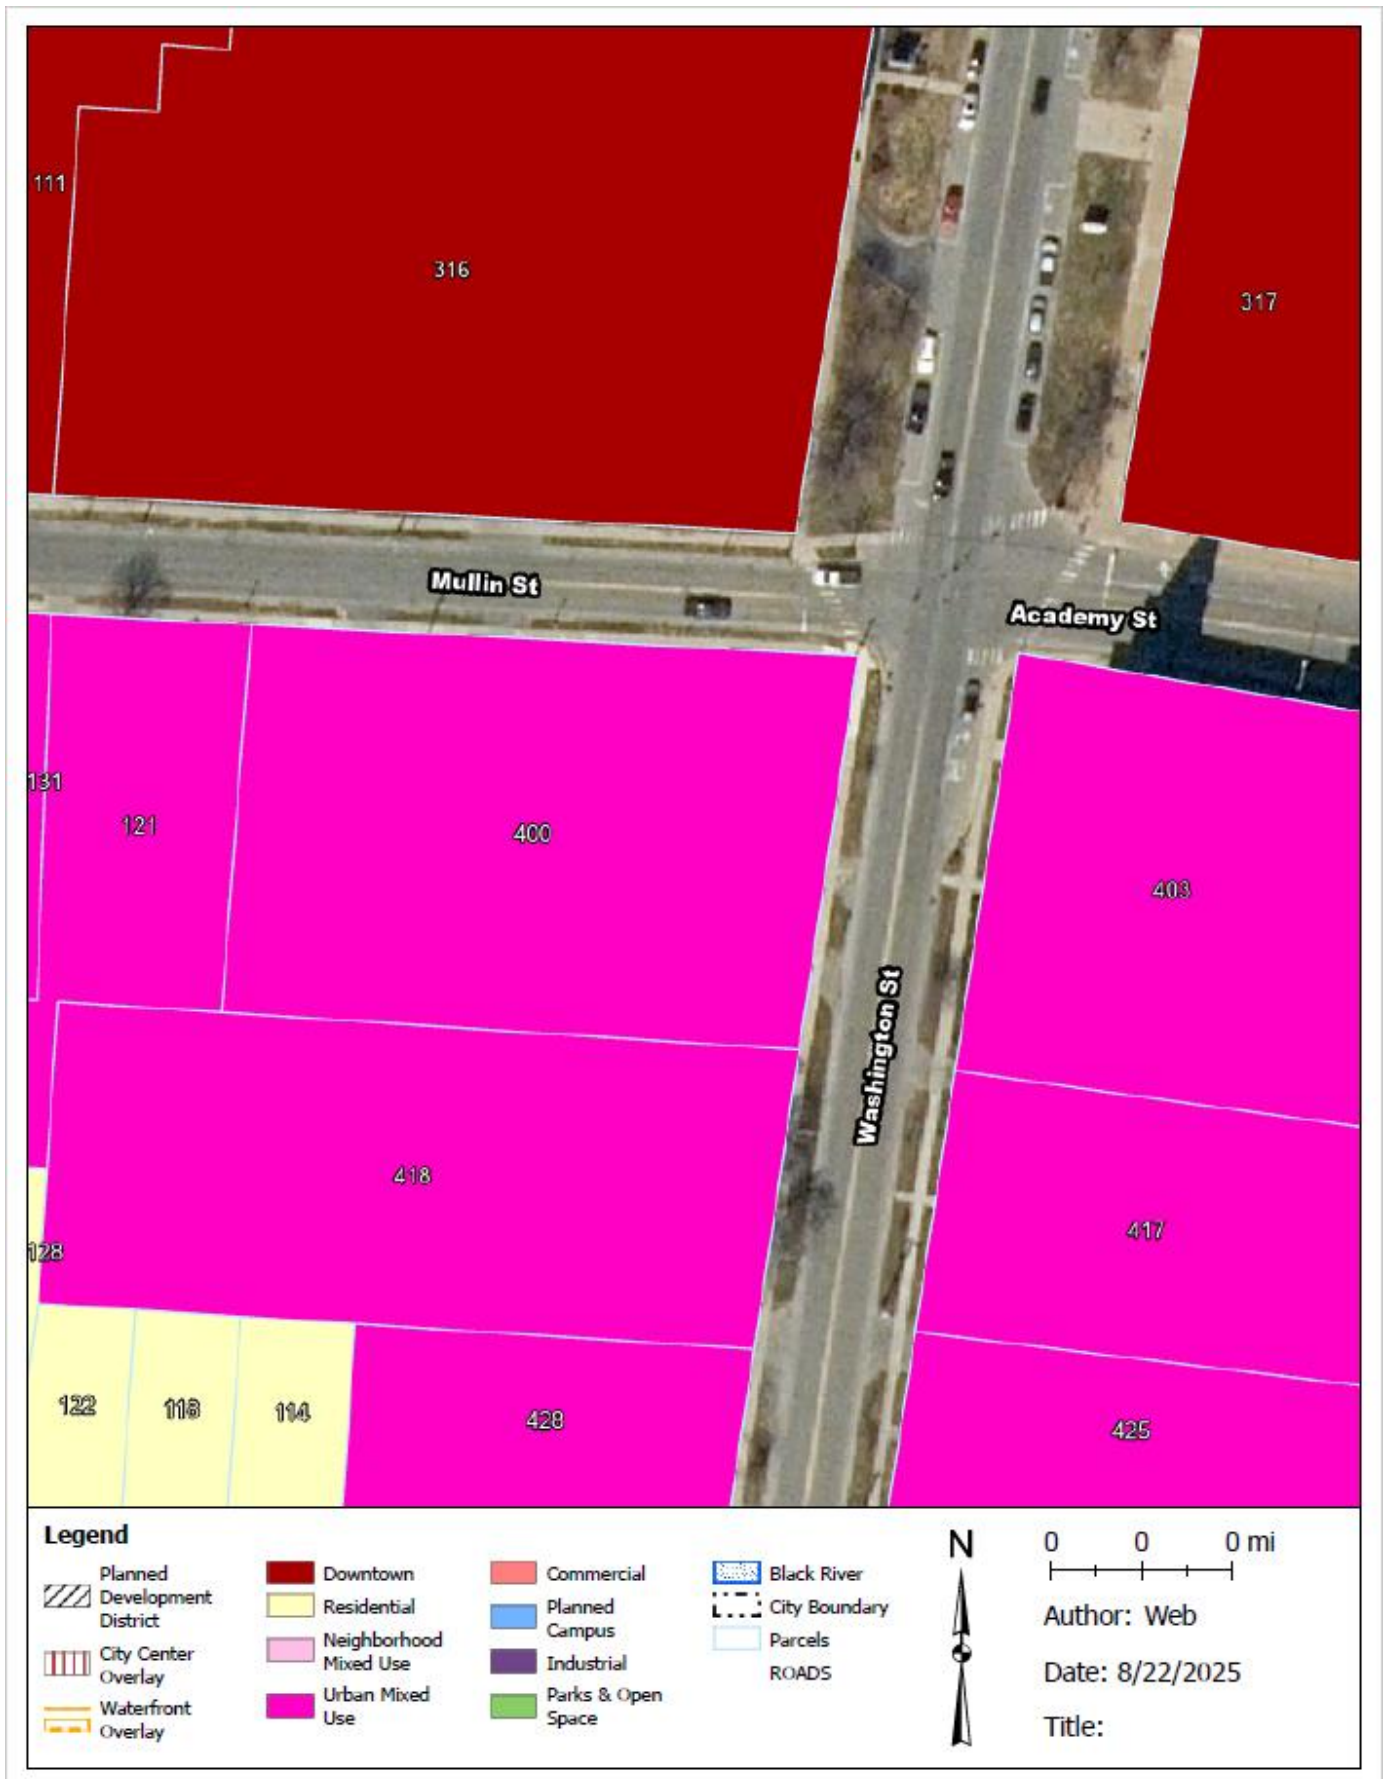 111
316
317
Mullin St
Academy St
131
121
400
403
Washington St
418
417
128
122
118
114
428
425
Legend
Planned
Development
District
City Center
Overlay
Waterfront
Overlay
Downtown
Residential
Neighborhood
Mixed Use
Urban Mixed
Use
Commercial
Planned
Campus
Industrial
Parks & Open
Space
Black River
City Boundary
Parcels
ROADS
N
0 0 0 mi
Author: Web
Date: 8/22/2025
Title: